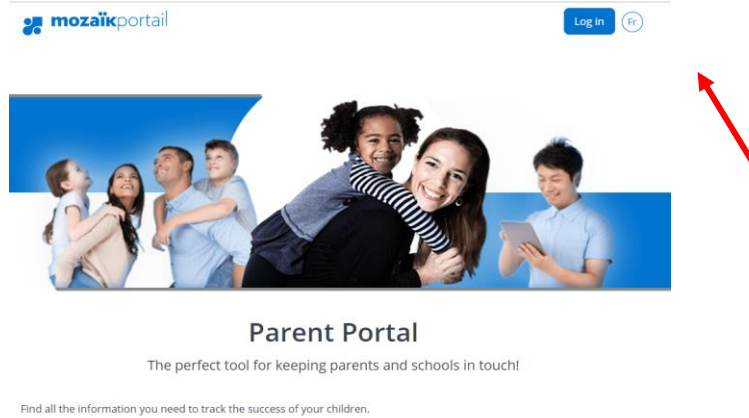 mozaïkportail
Log in Fr
Parent Portal
The perfect tool for keeping parents and schools in touch!
Find all the information you need to track the success of your children.